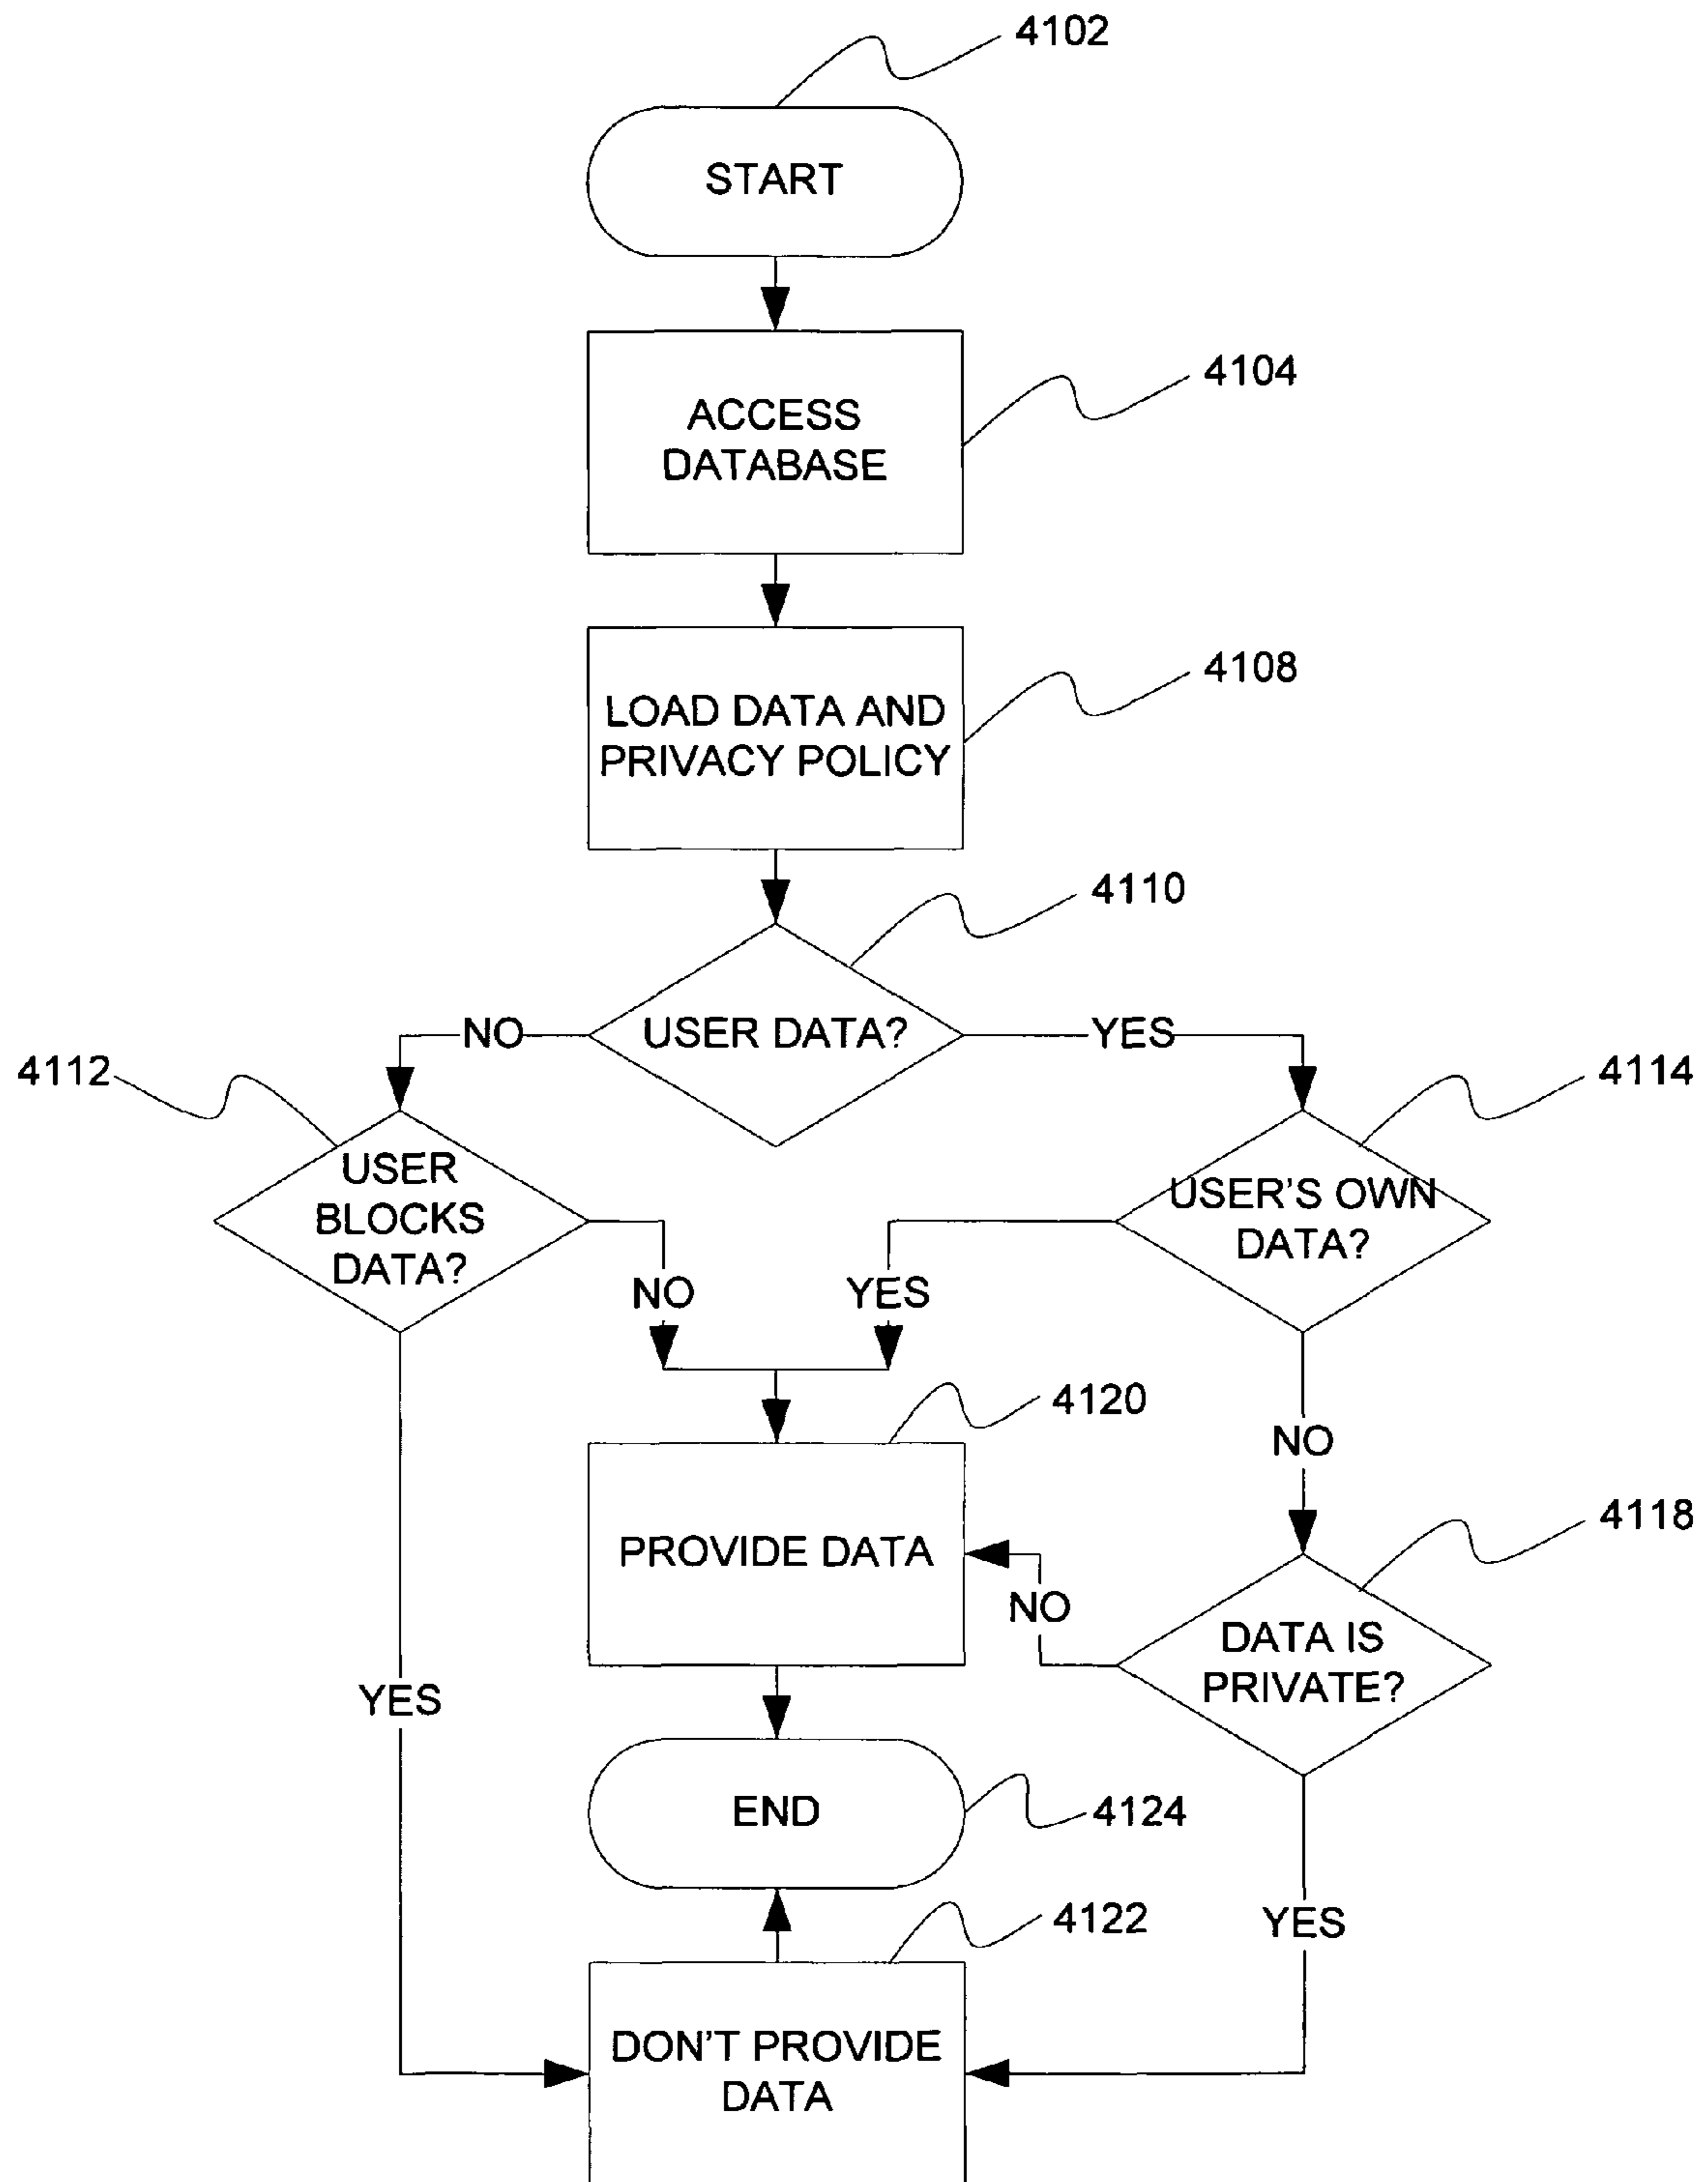 4102
START
4104
ACCESS
DATABASE
4108
LOAD DATA AND
PRIVACY POLICY
4110
USER DATA?
NO
YES
4112
4114
USER
BLOCKS
DATA?
USER'S OWN
DATA?
NO
YES
4120
NO
4118
PROVIDE DATA
NO
DATA IS
PRIVATE?
YES
END
4124
4122
YES
DON'T PROVIDE
DATA